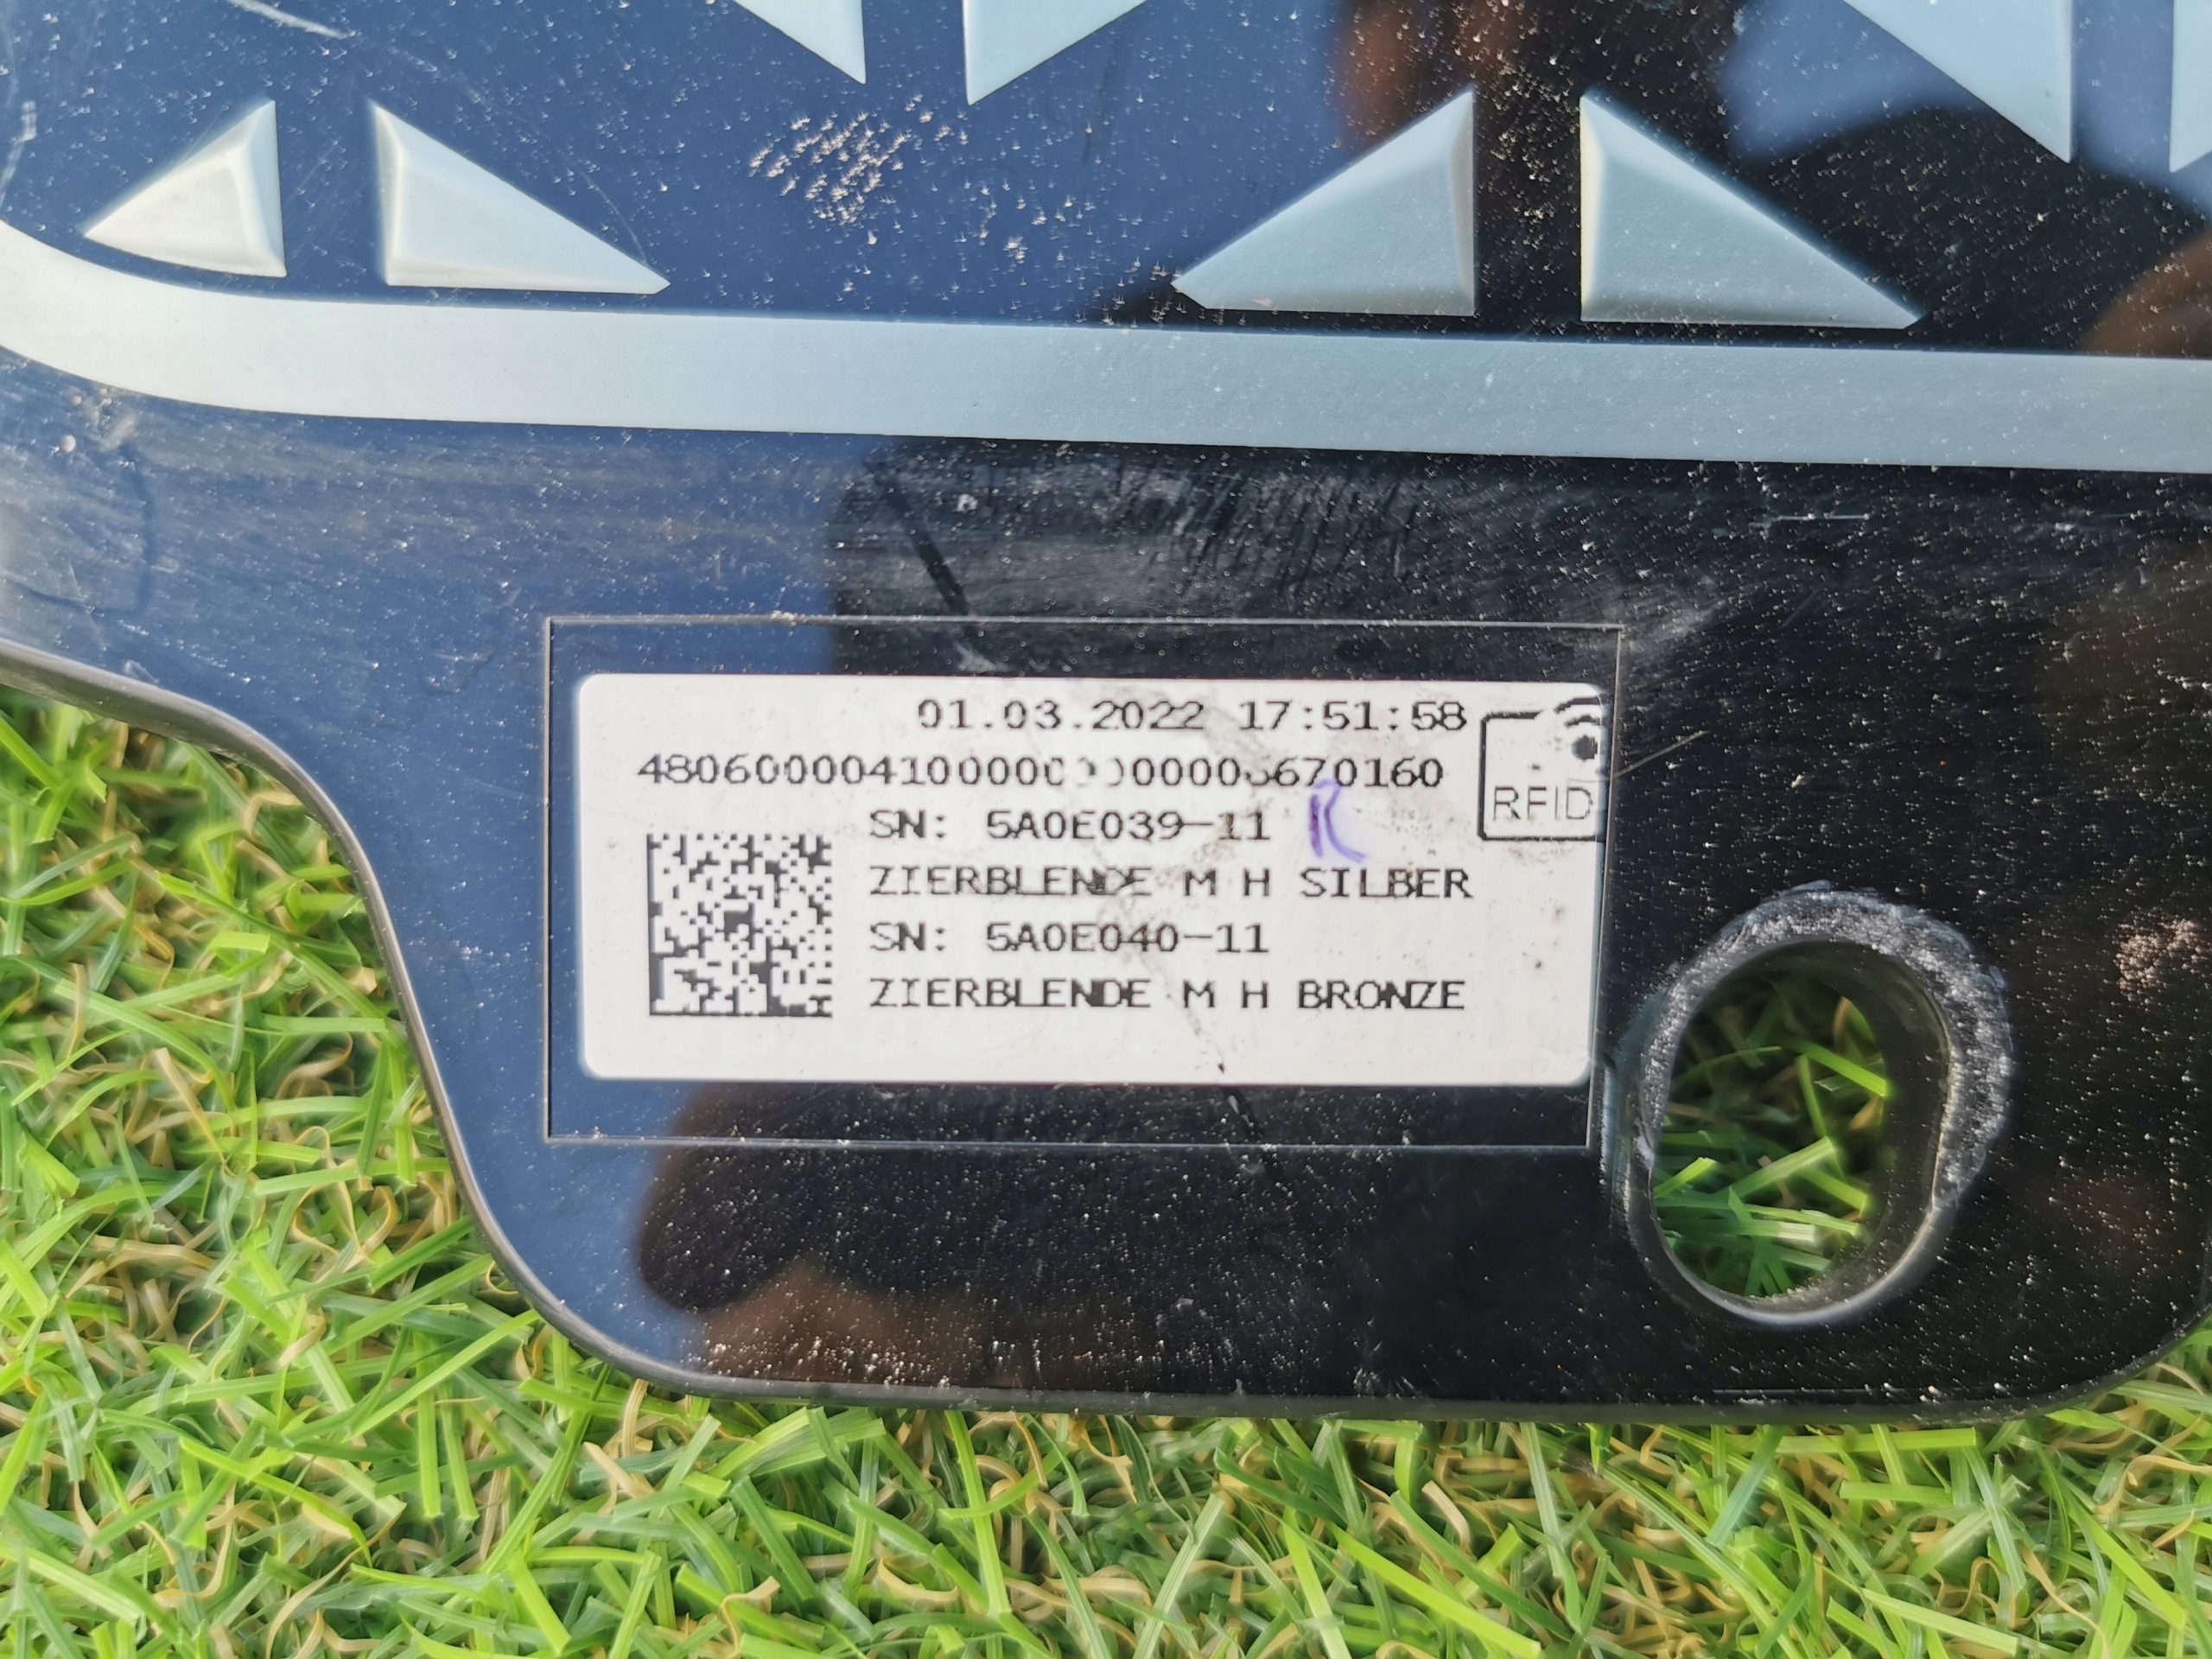 01.03.2022 17:51:58
RFID
SN: 5A0E039-11 R
ZIERBLENDE M H SILBER
SN: 5A0E040-11
ZIERBLENDE M H BRONZE